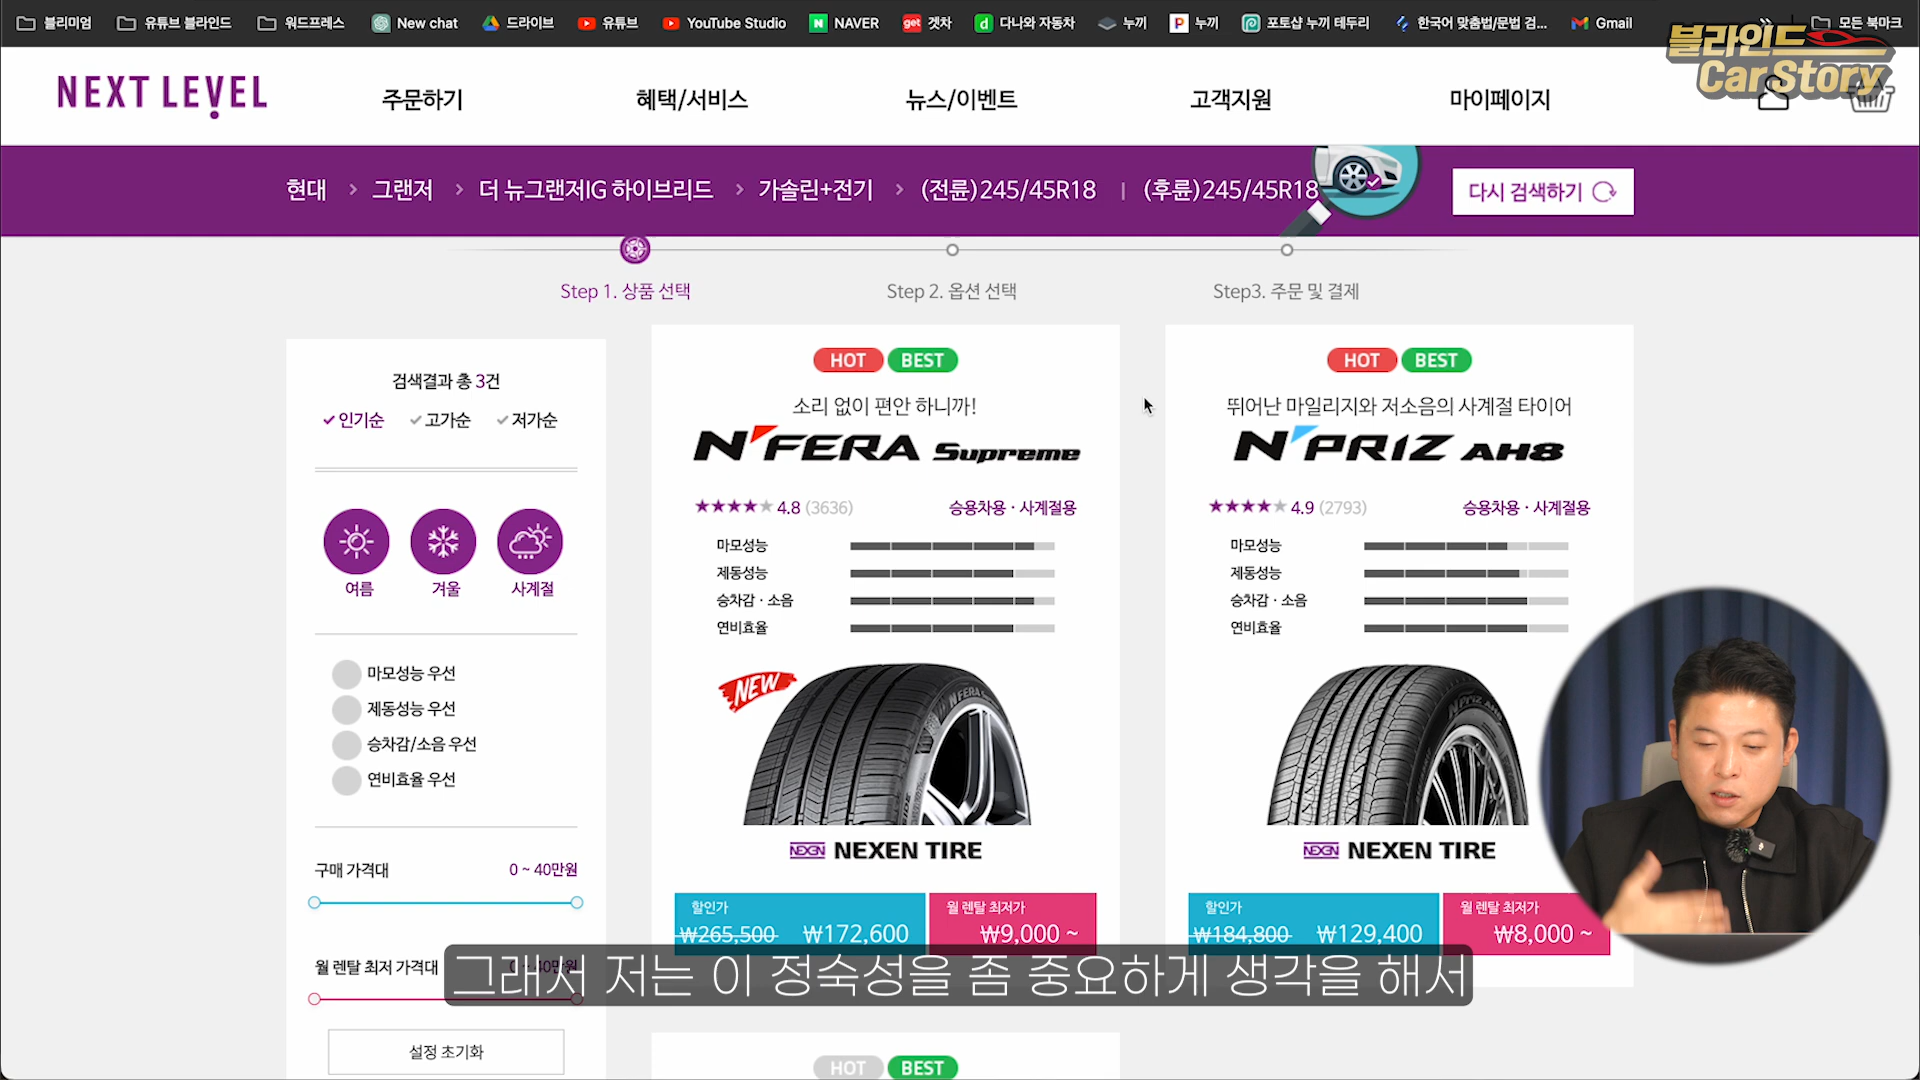 블리미엄
유튜브 블라인드
워드프레스
New chat
드라이브
유튜브
YouTube Studio
N NAVER
get 겟차
d 다나와 자동차
누끼
P 누끼
포토샵 누끼 테두리
한국어 맞춤법/문법 검...
Gmail
모든 북마크
블라인드
Car Story
NEXT LEVEL
주문하기
혜택/서비스
뉴스/이벤트
고객지원
마이페이지
현대 > 그랜저 > 더 뉴그랜저IG 하이브리드 > 가솔린+전기 > (전륜)245/45R18 | (후륜)245/45R18
다시 검색하기
Step 1. 상품 선택
Step 2. 옵션 선택
Step3. 주문 및 결제
검색결과 총 3건
인기순 고가순 저가순
여름 겨울 사계절
마모성능 우선
제동성능 우선
승차감/소음 우선
연비효율 우선
구매 가격대 0 ~ 40만원
월 렌탈 최저 가격대 0 ~ 40만원
설정 초기화
HOT BEST
소리 없이 편안 하니까!
N'FERA Supreme
★★★★★ 4.8 (3636) 승용차용 · 사계절용
마모성능
제동성능
승차감 · 소음
연비효율
NEW
N'FERA
NEXEN NEXEN TIRE
할인가
₩265,500 ₩172,600
월 렌탈 최저가
₩9,000 ~
HOT BEST
뛰어난 마일리지와 저소음의 사계절 타이어
N'PRIZ AH8
★★★★★ 4.9 (2793) 승용차용 · 사계절용
마모성능
제동성능
승차감 · 소음
연비효율
N'PRIZ AH8
NEXEN NEXEN TIRE
할인가
₩184,800 ₩129,400
월 렌탈 최저가
₩8,000 ~
그래서 저는 이 정숙성을 좀 중요하게 생각을 해서
HOT BEST